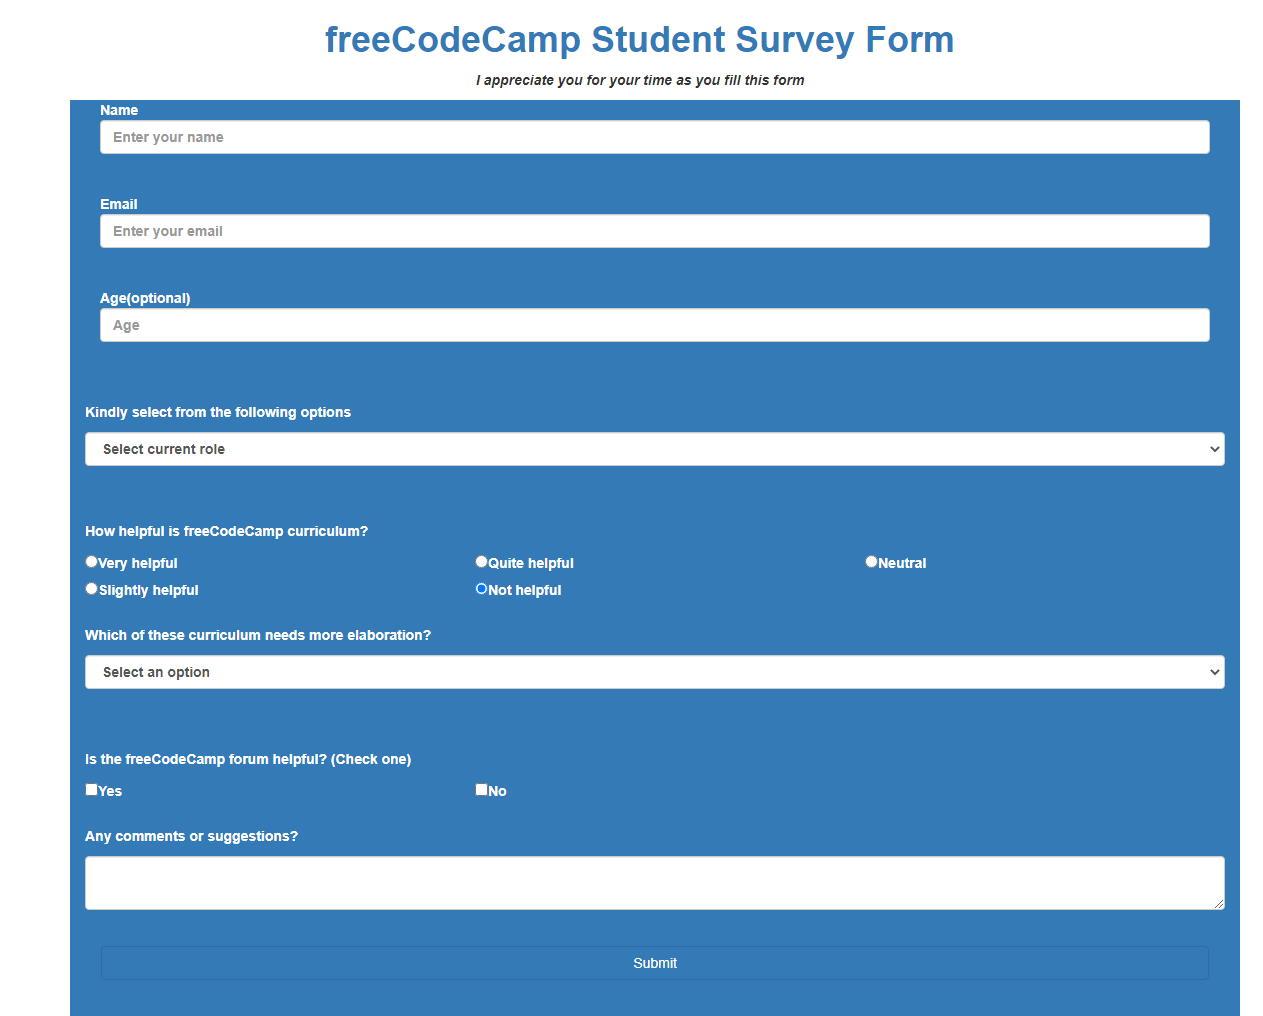 freeCodeCamp Student Survey Form
I appreciate you for your time as you fill this form
Name
Enter your name
Email
Enter your email
Age(optional)
Age
Kindly select from the following options
Select current role
How helpful is freeCodeCamp curriculum?
Very helpful Quite helpful Neutral
Slightly helpful Not helpful
Which of these curriculum needs more elaboration?
Select an option
Is the freeCodeCamp forum helpful? (Check one)
Yes No
Any comments or suggestions?
Submit